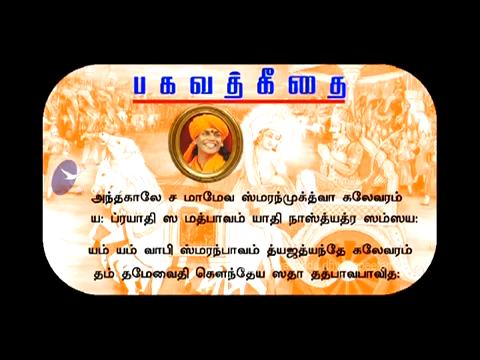 பகவத்கீதை
அந்தகாலே ச மாமேவ ஸ்மரந்முக்த்வா கலேவரம்
ய: ப்ரயாதி ஸ மத்பாவம் யாதி நாஸ்த்யத்ர ஸம்ஸய:
யம் யம் வாபி ஸ்மரந்பாவம் த்யஜத்யந்தே கலேவரம்
தம் தமேவைதி கௌந்தேய ஸதா தத்பாவபாவித: